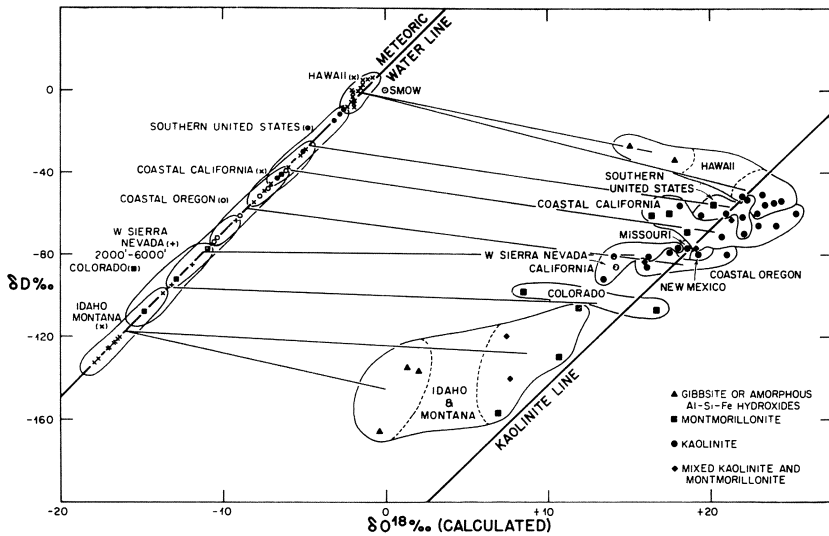 METEORIC
WATER LINE
HAWAII (x)
SMOW
0
SOUTHERN UNITED STATES (●)
HAWAII
-40
SOUTHERN
UNITED STATES
COASTAL CALIFORNIA (x)
COASTAL CALIFORNIA
COASTAL OREGON (o)
MISSOURI
W SIERRA
NEVADA (+)
2000'-6000'
-80
W SIERRA NEVADA
CALIFORNIA
COASTAL OREGON
NEW MEXICO
COLORADO (■)
δD‰
COLORADO
IDAHO
MONTANA (x)
-120
IDAHO
&
MONTANA
KAOLINITE LINE
-160
▲ GIBBSITE OR AMORPHOUS
Al-Si-Fe HYDROXIDES
■ MONTMORILLONITE
● KAOLINITE
◆ MIXED KAOLINITE AND
MONTMORILLONITE
-20 -10 0 +10 +20
δO¹⁸‰ (CALCULATED)